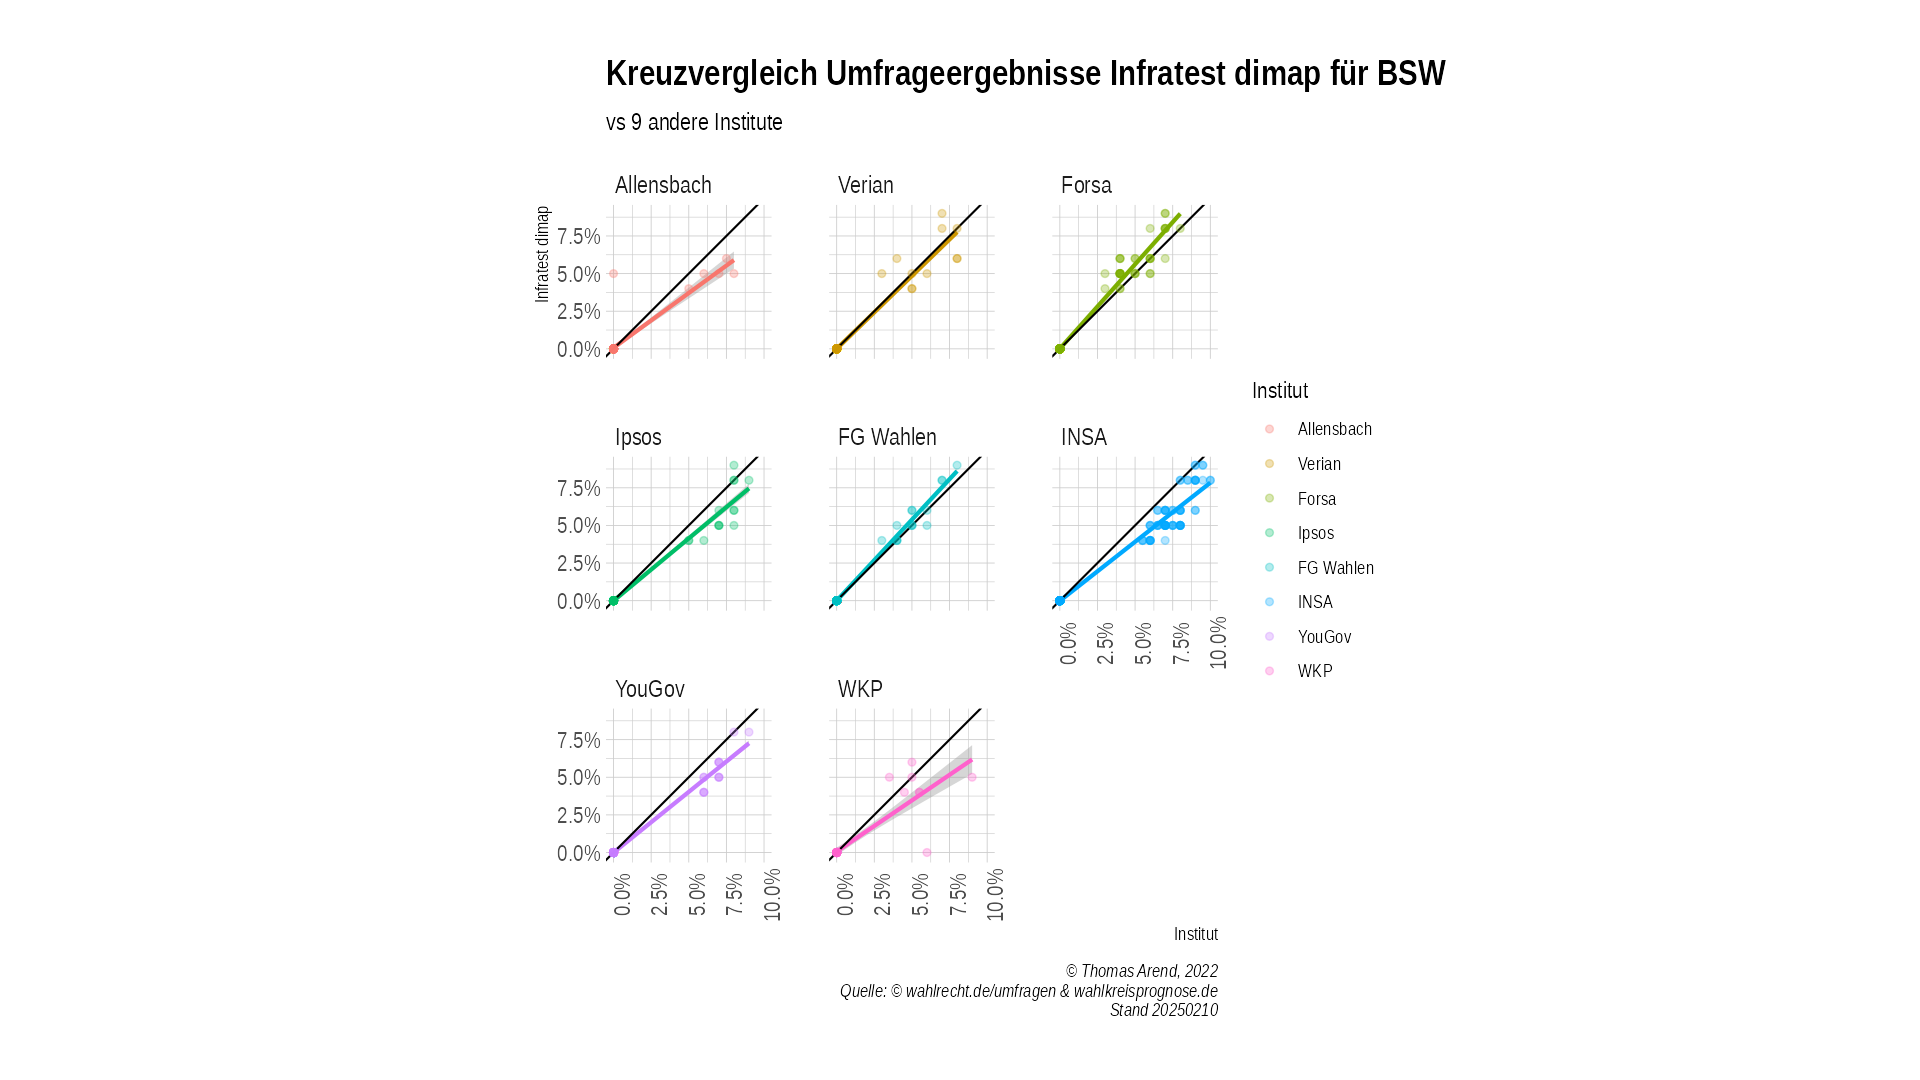 Kreuzvergleich Umfrageergebnisse Infratest dimap für BSW
vs 9 andere Institute
Allensbach
Verian
Forsa
Infratest dimap
7.5%
5.0%
2.5%
0.0%
Ipsos
FG Wahlen
INSA
7.5%
5.0%
2.5%
0.0%
0.0%
2.5%
5.0%
7.5%
10.0%
YouGov
WKP
7.5%
5.0%
2.5%
0.0%
0.0%
2.5%
5.0%
7.5%
10.0%
0.0%
2.5%
5.0%
7.5%
10.0%
Institut
Institut
Allensbach
Verian
Forsa
Ipsos
FG Wahlen
INSA
YouGov
WKP
© Thomas Arend, 2022
Quelle: © wahlrecht.de/umfragen & wahlkreisprognose.de
Stand 20250210